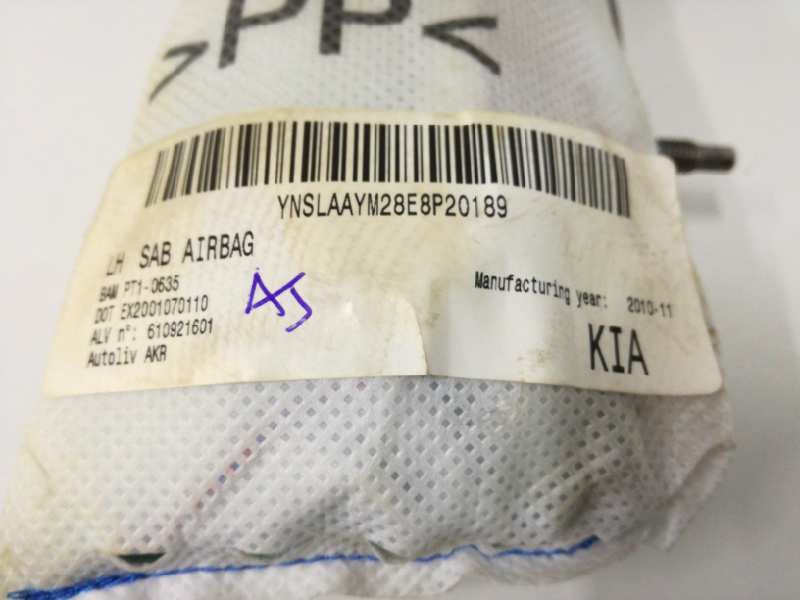 >PP<
YNSLAAYM28E8P20189
LH SAB AIRBAG
BAM PT1-0635
DOT EX2001070110
ALV nº: 610921601
Autoliv AKR
AJ
Manufacturing year: 2010-11
KIA